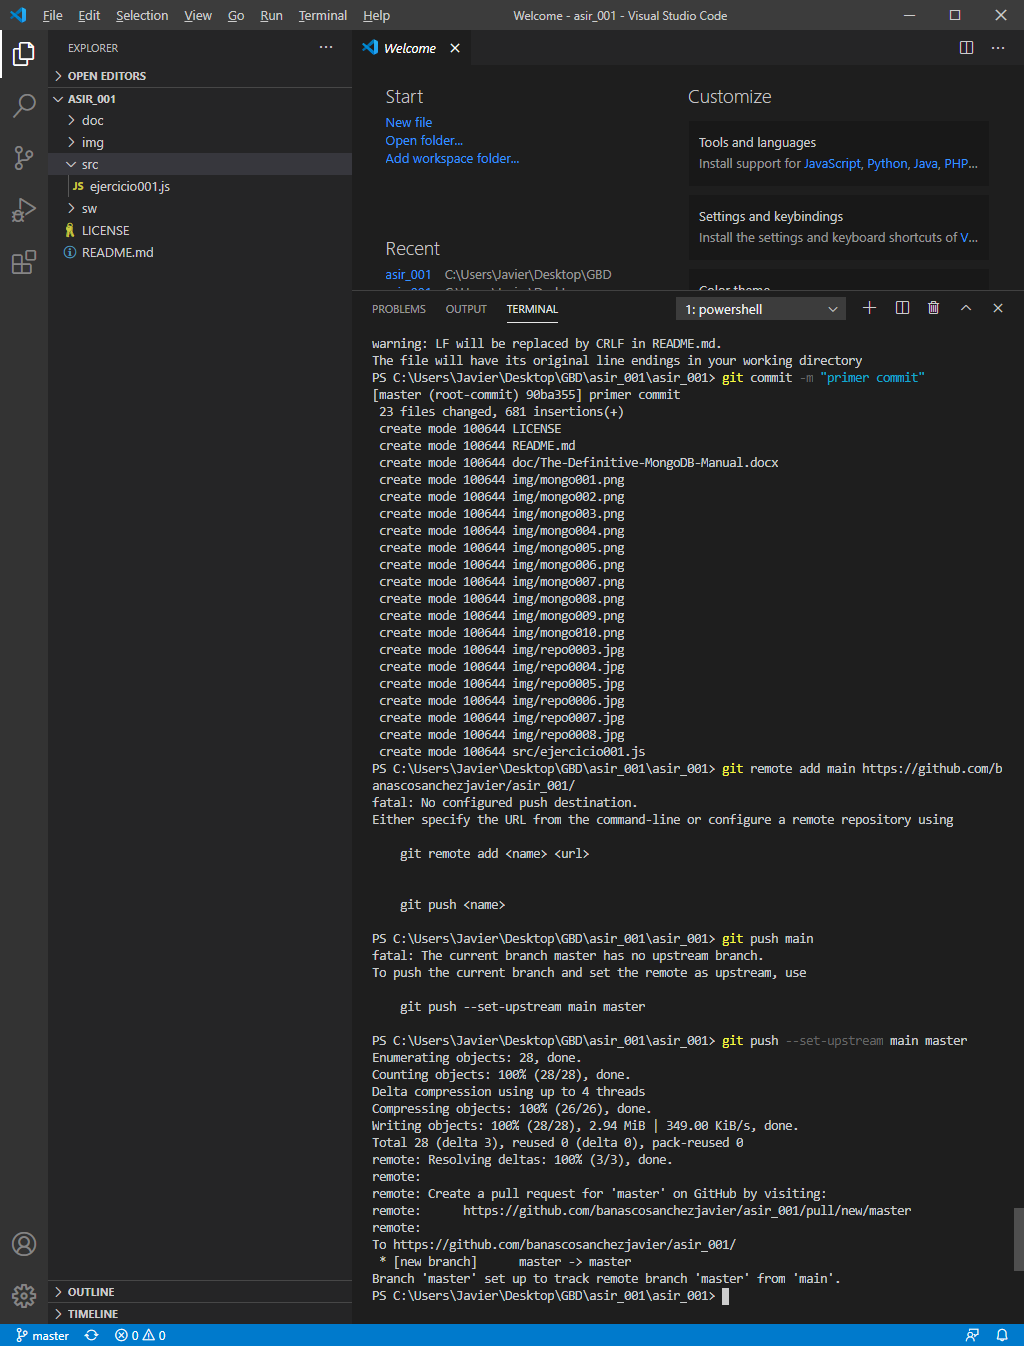 File Edit Selection View Go Run Terminal Help Welcome - asir_001 - Visual Studio Code
EXPLORER
OPEN EDITORS
ASIR_001
doc
img
src
JS ejercicio001.js
sw
LICENSE
README.md
OUTLINE
TIMELINE
Welcome
Start
New file
Open folder...
Add workspace folder...
Recent
asir_001 C:\Users\Javier\Desktop\GBD
Customize
Tools and languages
Install support for JavaScript, Python, Java, PHP...
Settings and keybindings
Install the settings and keyboard shortcuts of V...
Color theme
PROBLEMS OUTPUT TERMINAL 1: powershell
warning: LF will be replaced by CRLF in README.md.
The file will have its original line endings in your working directory
PS C:\Users\Javier\Desktop\GBD\asir_001\asir_001> git commit -m "primer commit"
[master (root-commit) 90ba355] primer commit
23 files changed, 681 insertions(+)
create mode 100644 LICENSE
create mode 100644 README.md
create mode 100644 doc/The-Definitive-MongoDB-Manual.docx
create mode 100644 img/mongo001.png
create mode 100644 img/mongo002.png
create mode 100644 img/mongo003.png
create mode 100644 img/mongo004.png
create mode 100644 img/mongo005.png
create mode 100644 img/mongo006.png
create mode 100644 img/mongo007.png
create mode 100644 img/mongo008.png
create mode 100644 img/mongo009.png
create mode 100644 img/mongo010.png
create mode 100644 img/repo0003.jpg
create mode 100644 img/repo0004.jpg
create mode 100644 img/repo0005.jpg
create mode 100644 img/repo0006.jpg
create mode 100644 img/repo0007.jpg
create mode 100644 img/repo0008.jpg
create mode 100644 src/ejercicio001.js
PS C:\Users\Javier\Desktop\GBD\asir_001\asir_001> git remote add main https://github.com/b
anascosanchezjavier/asir_001/
fatal: No configured push destination.
Either specify the URL from the command-line or configure a remote repository using
git remote add <name> <url>
git push <name>
PS C:\Users\Javier\Desktop\GBD\asir_001\asir_001> git push main
fatal: The current branch master has no upstream branch.
To push the current branch and set the remote as upstream, use
git push --set-upstream main master
PS C:\Users\Javier\Desktop\GBD\asir_001\asir_001> git push --set-upstream main master
Enumerating objects: 28, done.
Counting objects: 100% (28/28), done.
Delta compression using up to 4 threads
Compressing objects: 100% (26/26), done.
Writing objects: 100% (28/28), 2.94 MiB | 349.00 KiB/s, done.
Total 28 (delta 3), reused 0 (delta 0), pack-reused 0
remote: Resolving deltas: 100% (3/3), done.
remote:
remote: Create a pull request for 'master' on GitHub by visiting:
remote: https://github.com/banascosanchezjavier/asir_001/pull/new/master
remote:
To https://github.com/banascosanchezjavier/asir_001/
* [new branch] master -> master
Branch 'master' set up to track remote branch 'master' from 'main'.
PS C:\Users\Javier\Desktop\GBD\asir_001\asir_001>
master 0 0